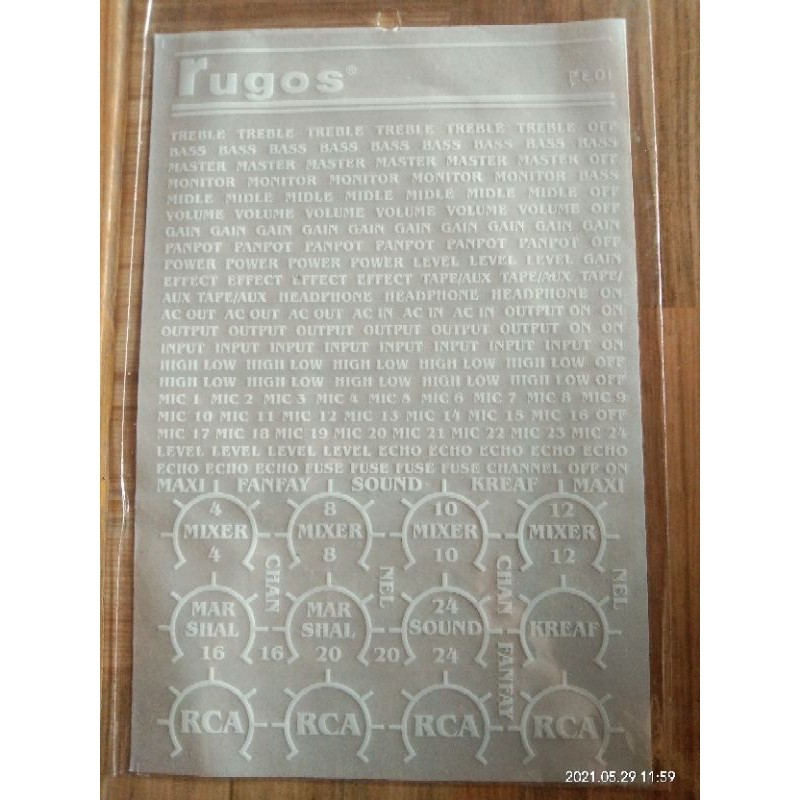 rugos®
TREBLE TREBLE TREBLE TREBLE TREBLE TREBLE OFF
BASS BASS BASS BASS BASS BASS BASS BASS BASS
MASTER MASTER MASTER MASTER MASTER MASTER OFF
MONITOR MONITOR MONITOR MONITOR MONITOR BASS
MIDLE MIDLE MIDLE MIDLE MIDLE MIDLE MIDLE OFF
VOLUME VOLUME VOLUME VOLUME VOLUME VOLUME OFF
GAIN GAIN GAIN GAIN GAIN GAIN GAIN GAIN GAIN GAIN
PANPOT PANPOT PANPOT PANPOT PANPOT PANPOT OFF
POWER POWER POWER POWER LEVEL LEVEL LEVEL GAIN
EFFECT EFFECT EFFECT EFFECT TAPE/AUX TAPE/AUX TAPE/
AUX TAPE/AUX HEADPHONE HEADPHONE HEADPHONE ON
AC OUT AC OUT AC OUT AC IN AC IN AC IN OUTPUT ON ON
OUTPUT OUTPUT OUTPUT OUTPUT OUTPUT OUTPUT ON ON
INPUT INPUT INPUT INPUT INPUT INPUT INPUT INPUT ON
HIGH LOW HIGH LOW HIGH LOW HIGH LOW HIGH LOW OFF
HIGH LOW HIGH LOW HIGH LOW HIGH LOW HIGH LOW OFF
MIC 1 MIC 2 MIC 3 MIC 4 MIC 5 MIC 6 MIC 7 MIC 8 MIC 9
MIC 10 MIC 11 MIC 12 MIC 13 MIC 14 MIC 15 MIC 16 OFF
MIC 17 MIC 18 MIC 19 MIC 20 MIC 21 MIC 22 MIC 23 MIC 24
LEVEL LEVEL LEVEL LEVEL ECHO ECHO ECHO ECHO ECHO
ECHO ECHO ECHO FUSE FUSE FUSE FUSE CHANNEL OFF ON
MAXI FANFAY SOUND KREAF MAXI
4 8 10 12
MIXER MIXER MIXER MIXER
4 8 10 12
CHAN NEL CHAN NEL
MAR MAR 24
SHAL SHAL SOUND KREAF
16 16 20 20 24
FANFAY
RCA RCA RCA RCA
2021.05.29 11:59